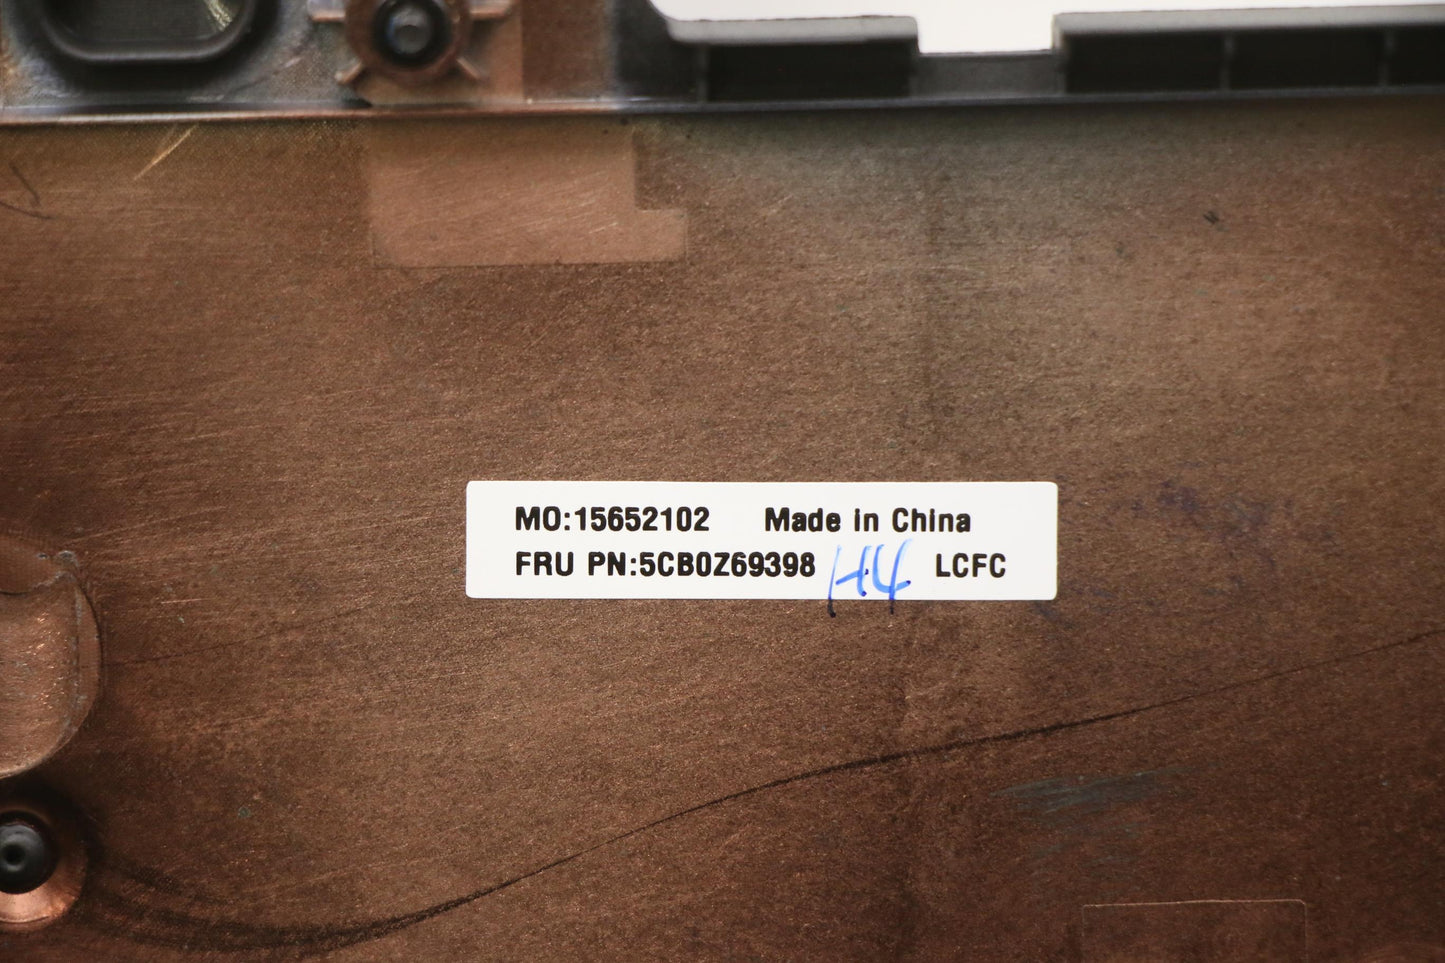 MO:15652102 Made in China
FRU PN:5CB0Z69398 H4 LCFC